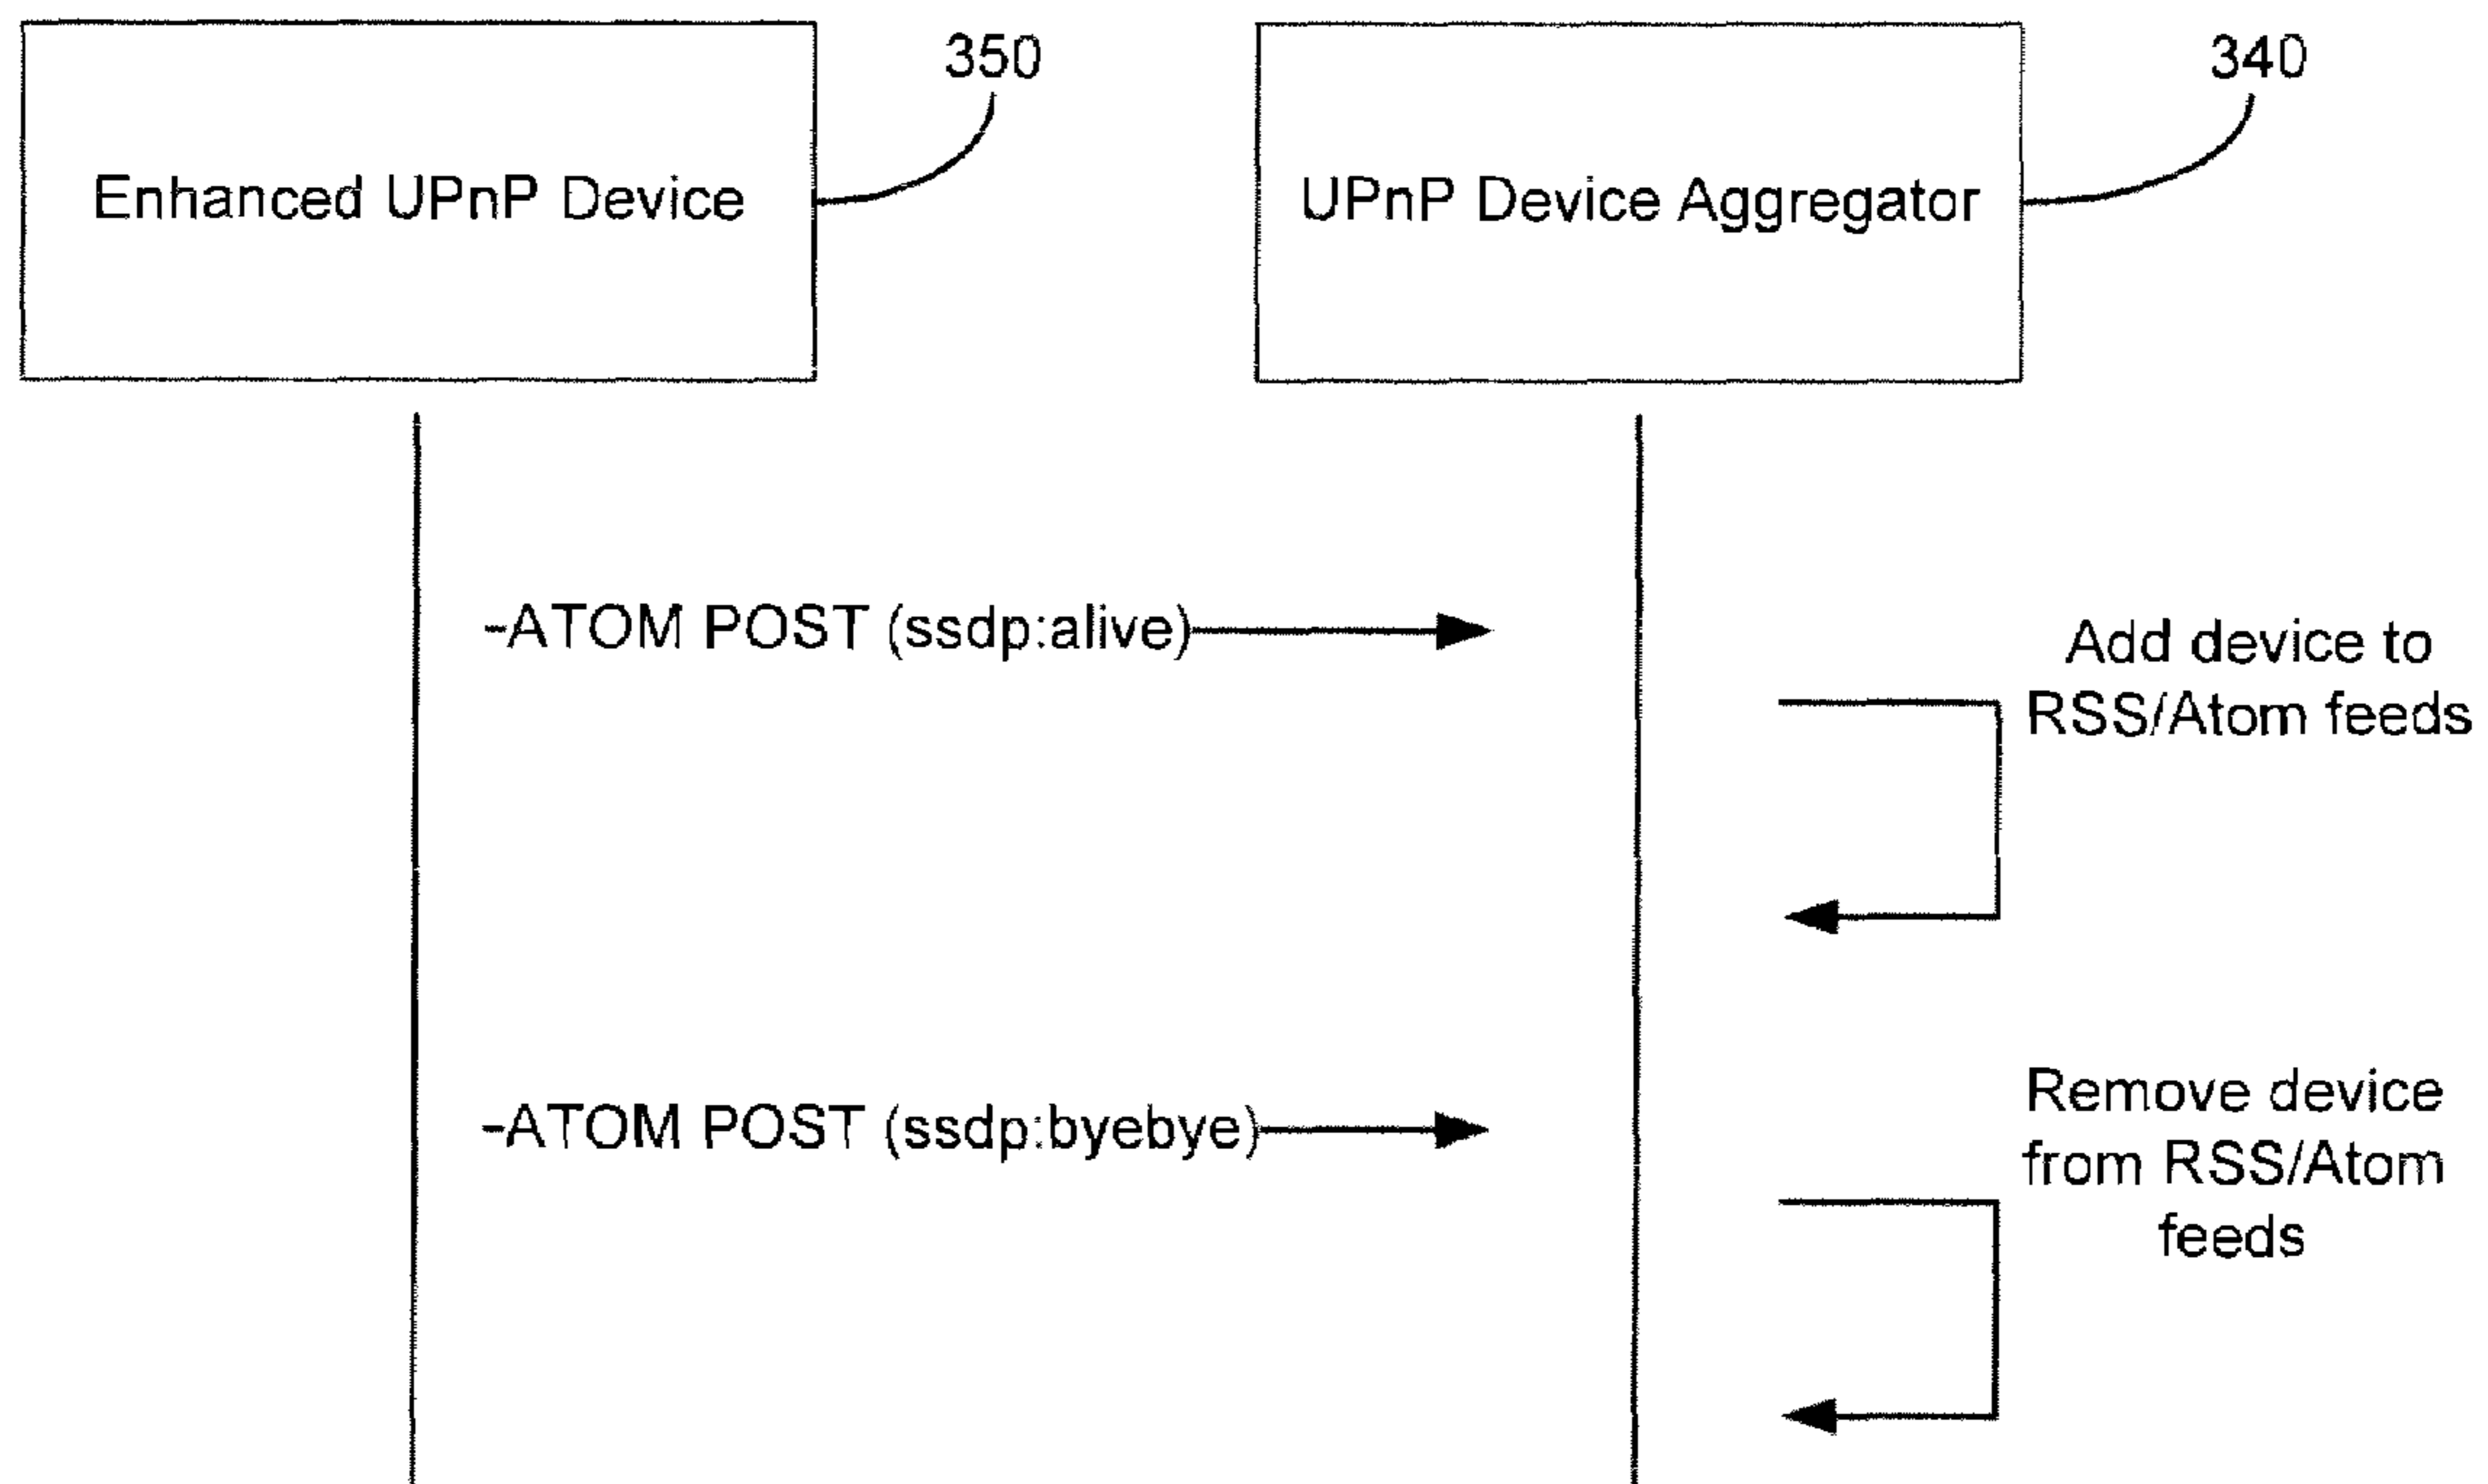 350
340
Enhanced UPnP Device
UPnP Device Aggregator
-ATOM POST (ssdp:alive)
Add device to
RSS/Atom feeds
-ATOM POST (ssdp:byebye)
Remove device
from RSS/Atom
feeds